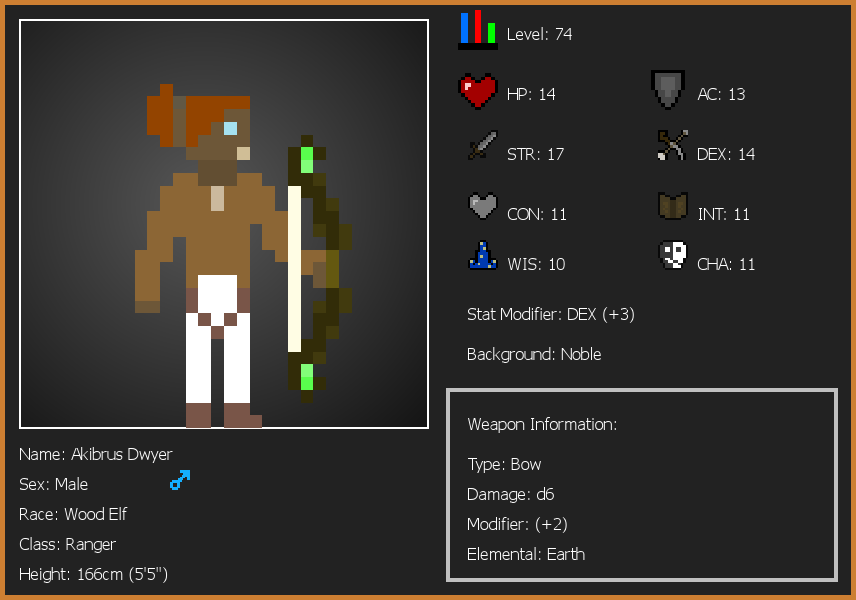 Level: 74
HP: 14
AC: 13
STR: 17
DEX: 14
CON: 11
INT: 11
WIS: 10
CHA: 11
Stat Modifier: DEX (+3)
Background: Noble
Weapon Information:
Type: Bow
Damage: d6
Modifier: (+2)
Elemental: Earth
Name: Akibrus Dwyer
Sex: Male
Race: Wood Elf
Class: Ranger
Height: 166cm (5'5")